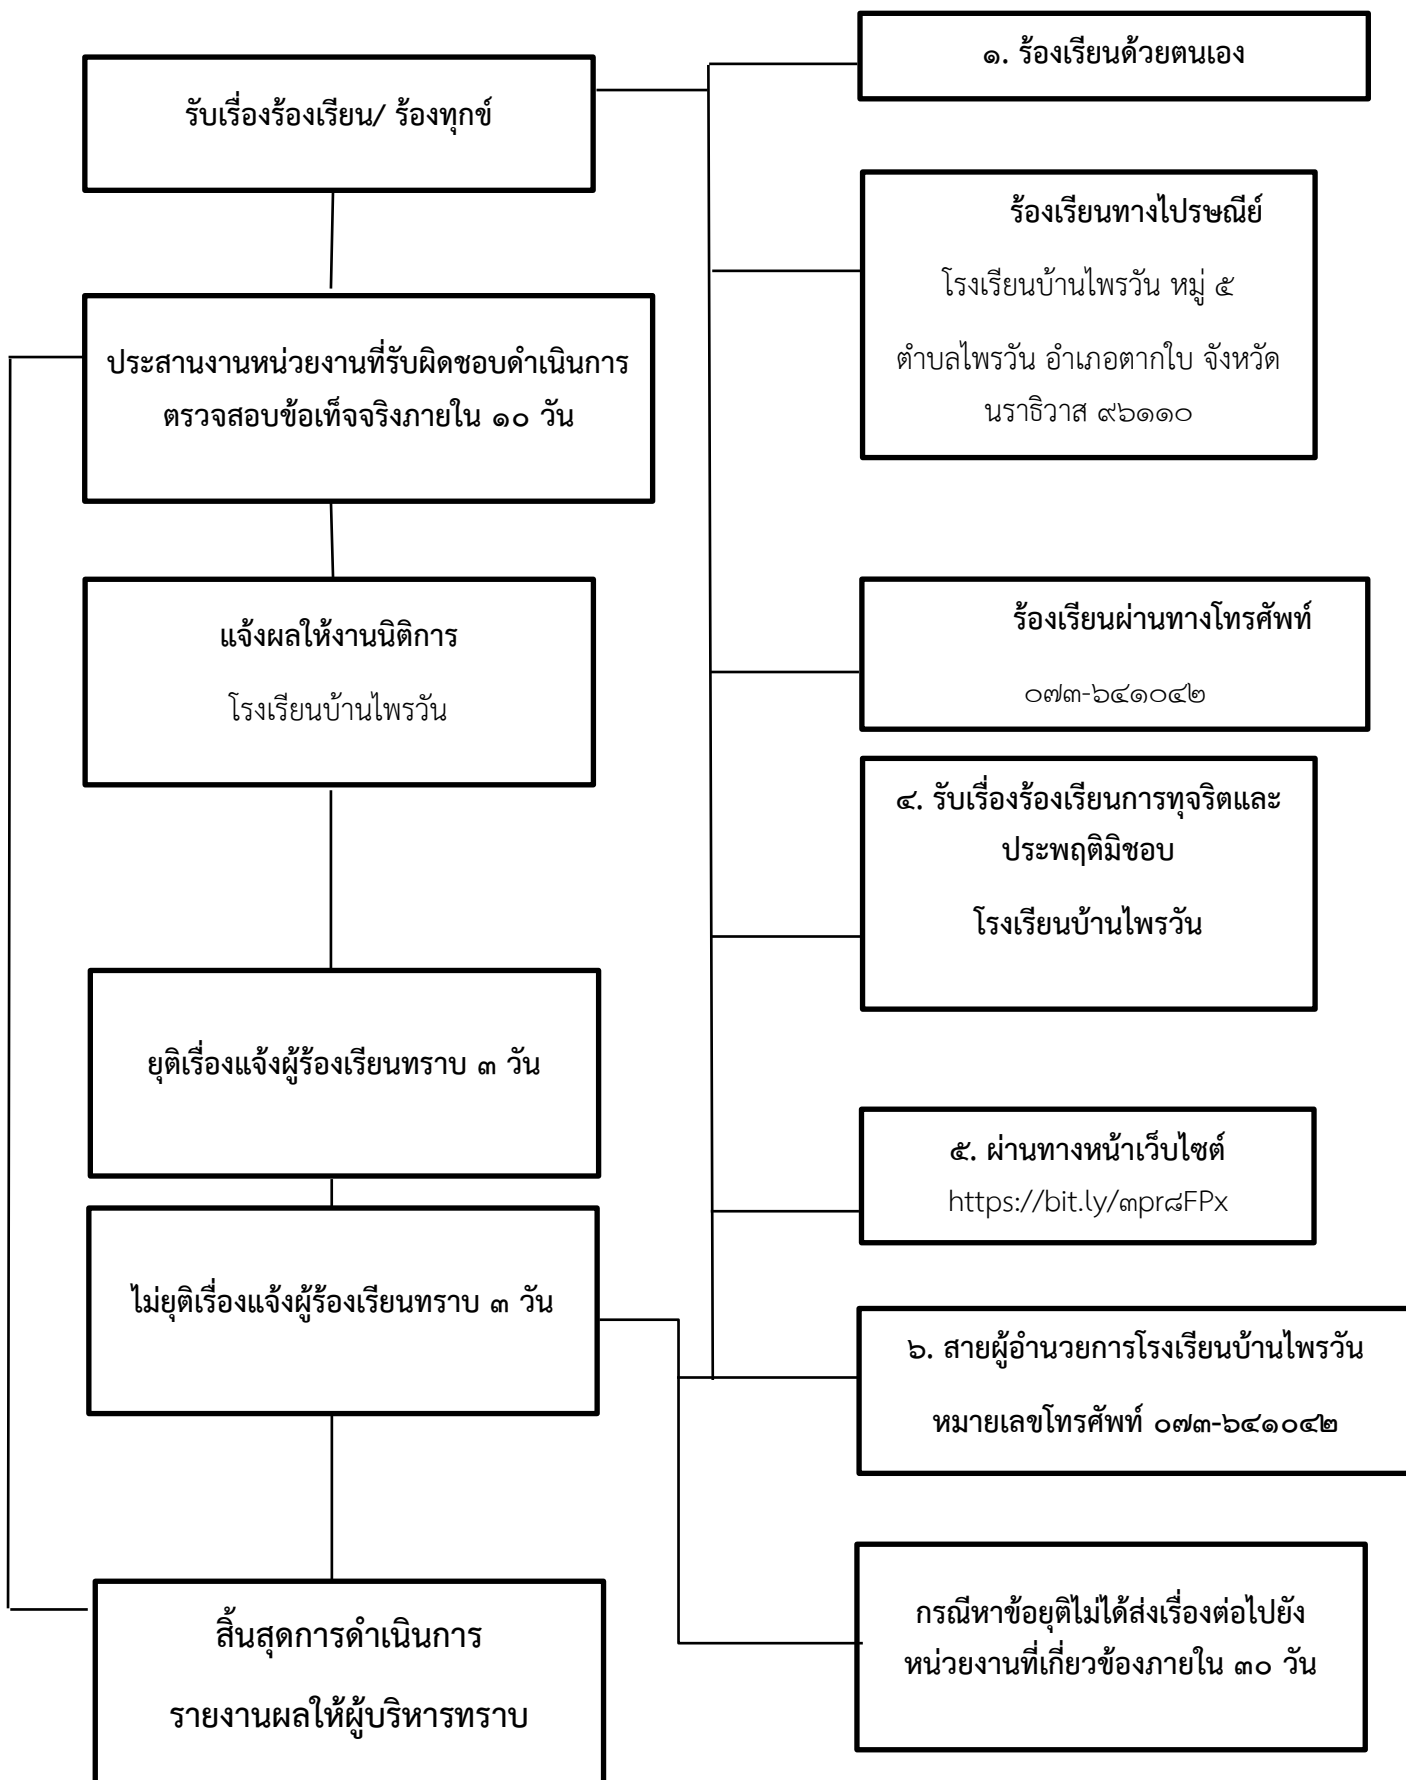 รับเรื่องร้องเรียน/ ร้องทุกข์
ประสานงานหน่วยงานที่รับผิดชอบดำเนินการ
ตรวจสอบข้อเท็จจริงภายใน ๑๐ วัน
แจ้งผลให้งานนิติการ
โรงเรียนบ้านไพรวัน
ยุติเรื่องแจ้งผู้ร้องเรียนทราบ ๓ วัน
ไม่ยุติเรื่องแจ้งผู้ร้องเรียนทราบ ๓ วัน
สิ้นสุดการดำเนินการ
รายงานผลให้ผู้บริหารทราบ
๑. ร้องเรียนด้วยตนเอง
ร้องเรียนทางไปรษณีย์
โรงเรียนบ้านไพรวัน หมู่ ๕
ตำบลไพรวัน อำเภอตากใบ จังหวัด
นราธิวาส ๙๖๑๑๐
ร้องเรียนผ่านทางโทรศัพท์
๐๗๓-๖๔๑๐๔๒
๔. รับเรื่องร้องเรียนการทุจริตและ
ประพฤติมิชอบ
โรงเรียนบ้านไพรวัน
๕. ผ่านทางหน้าเว็บไซต์
https://bit.ly/๓pr๘FPx
๖. สายผู้อำนวยการโรงเรียนบ้านไพรวัน
หมายเลขโทรศัพท์ ๐๗๓-๖๔๑๐๔๒
กรณีหาข้อยุติไม่ได้ส่งเรื่องต่อไปยัง
หน่วยงานที่เกี่ยวข้องภายใน ๓๐ วัน